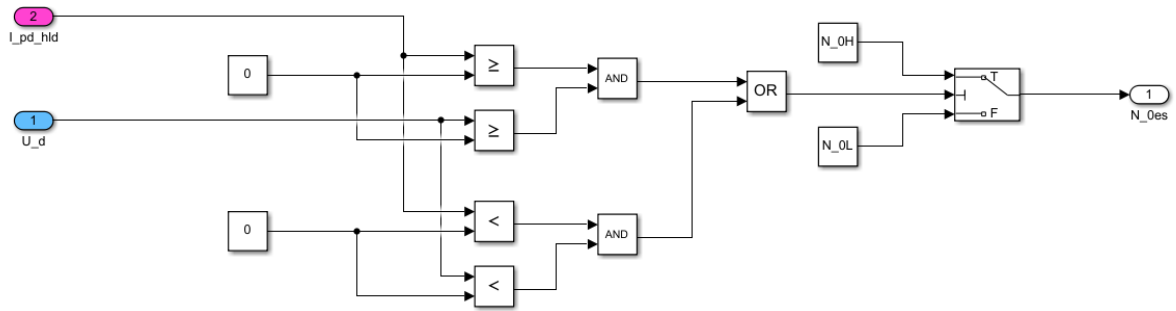 2
I_pd_hld
0
≥
AND
N_0H
T
OR
1
N_0es
1
U_d
≥
F
N_0L
0
<
AND
<